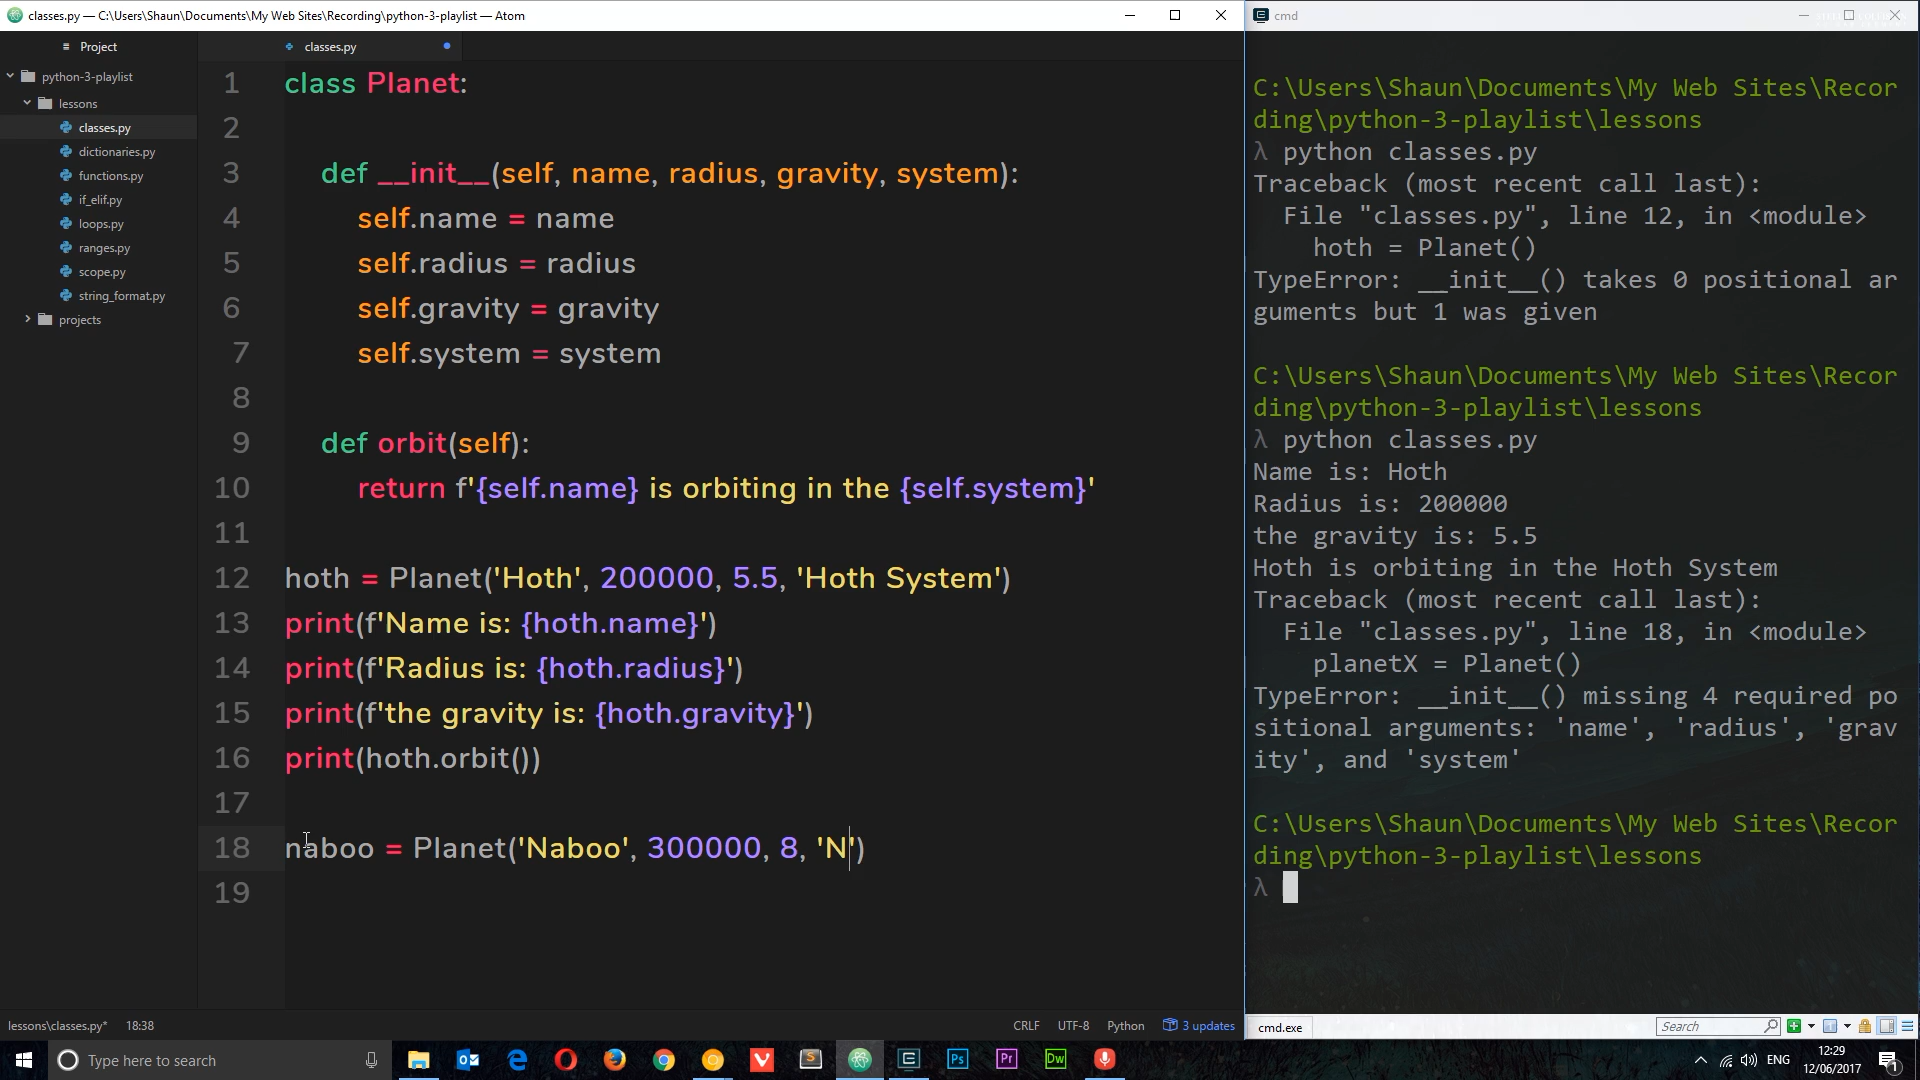 classes.py — C:\Users\Shaun\Documents\My Web Sites\Recording\python-3-playlist — Atom
Project
python-3-playlist
lessons
classes.py
dictionaries.py
functions.py
if_elif.py
loops.py
ranges.py
scope.py
string_format.py
projects
classes.py
1 class Planet:
2
3 def __init__(self, name, radius, gravity, system):
4 self.name = name
5 self.radius = radius
6 self.gravity = gravity
7 self.system = system
8
9 def orbit(self):
10 return f'{self.name} is orbiting in the {self.system}'
11
12 hoth = Planet('Hoth', 200000, 5.5, 'Hoth System')
13 print(f'Name is: {hoth.name}')
14 print(f'Radius is: {hoth.radius}')
15 print(f'the gravity is: {hoth.gravity}')
16 print(hoth.orbit())
17
18 naboo = Planet('Naboo', 300000, 8, 'N')
19
lessons\classes.py* 18:38
CRLF UTF-8 Python 3 updates
cmd
C:\Users\Shaun\Documents\My Web Sites\Recor
ding\python-3-playlist\lessons
λ python classes.py
Traceback (most recent call last):
File "classes.py", line 12, in <module>
hoth = Planet()
TypeError: __init__() takes 0 positional ar
guments but 1 was given
C:\Users\Shaun\Documents\My Web Sites\Recor
ding\python-3-playlist\lessons
λ python classes.py
Name is: Hoth
Radius is: 200000
the gravity is: 5.5
Hoth is orbiting in the Hoth System
Traceback (most recent call last):
File "classes.py", line 18, in <module>
planetX = Planet()
TypeError: __init__() missing 4 required po
sitional arguments: 'name', 'radius', 'grav
ity', and 'system'
C:\Users\Shaun\Documents\My Web Sites\Recor
ding\python-3-playlist\lessons
λ
cmd.exe
Search
Type here to search
Ps Pr Dw
ENG
12:29
12/06/2017
1